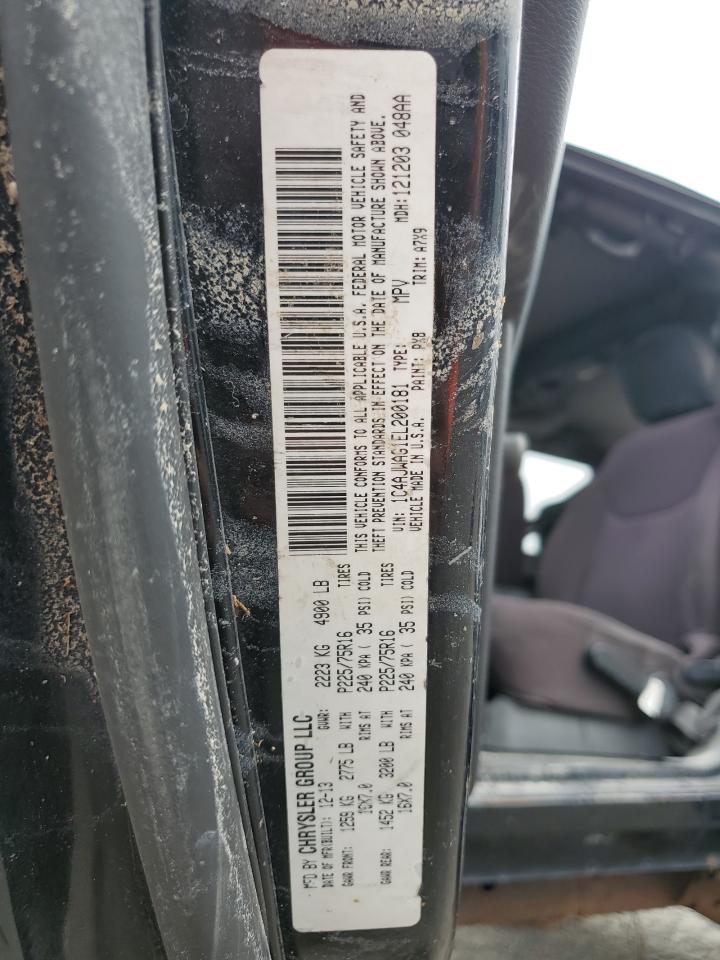 MFD BY CHRYSLER GROUP LLC
DATE OF MFR(BUILT): 12-13 GVWR: 2223 KG 4900 LB
GAWR FRONT: 1259 KG 2775 LB WITH P225/75R16 TIRES
16X7.0 RIMS AT 240 KPA( 35 PSI) COLD
GAWR REAR: 1452 KG 3200 LB WITH P225/75R16 TIRES
16X7.0 RIMS AT 240 KPA( 35 PSI) COLD
THIS VEHICLE CONFORMS TO ALL APPLICABLE U.S.A. FEDERAL MOTOR VEHICLE SAFETY AND
THEFT PREVENTION STANDARDS IN EFFECT ON THE DATE OF MANUFACTURE SHOWN ABOVE.
VIN: 1C4AJWAG1EL200181 TYPE: MPV MDH: 121203 048AA
VEHICLE MADE IN U.S.A. PAINT: PX8 TRIM: A7X9